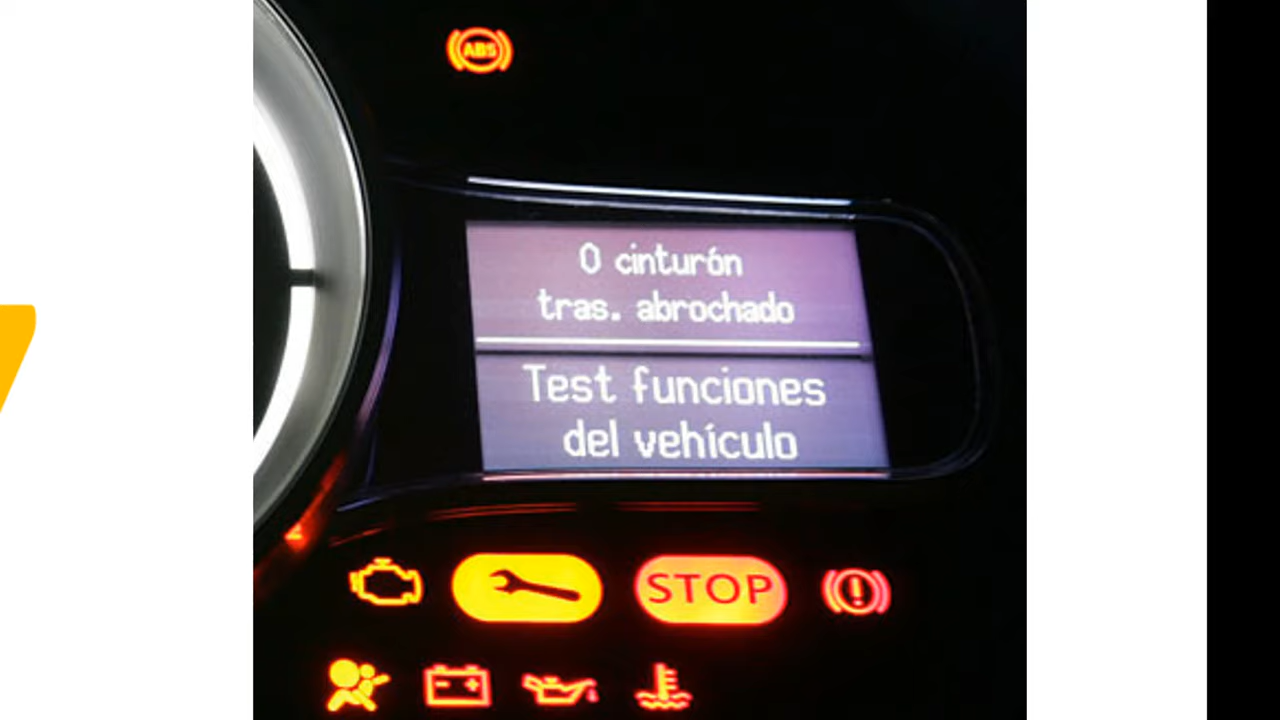 ABS
0 cinturón
tras. abrochado
Test funciones
del vehículo
STOP